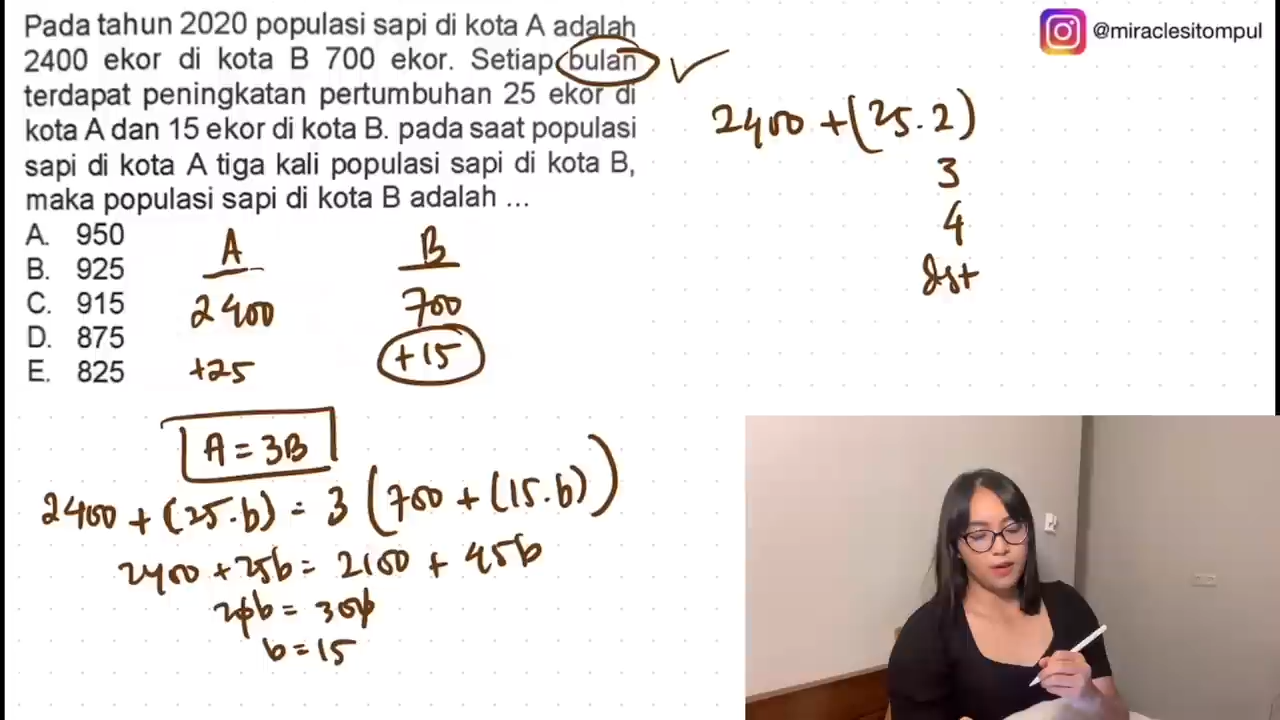 Pada tahun 2020 populasi sapi di kota A adalah
2400 ekor di kota B 700 ekor. Setiap bulan
terdapat peningkatan pertumbuhan 25 ekor di
kota A dan 15 ekor di kota B. pada saat populasi
sapi di kota A tiga kali populasi sapi di kota B,
maka populasi sapi di kota B adalah ...
A. 950
B. 925
C. 915
D. 875
E. 825
A
2400
+25
B
700
+15
A = 3B
2400 + (25.b) = 3 (700 + (15.b))
2400 + 25b = 2100 + 45b
20b = 300
b = 15
@miraclesitompul
2400 + (25.2)
3
4
dst